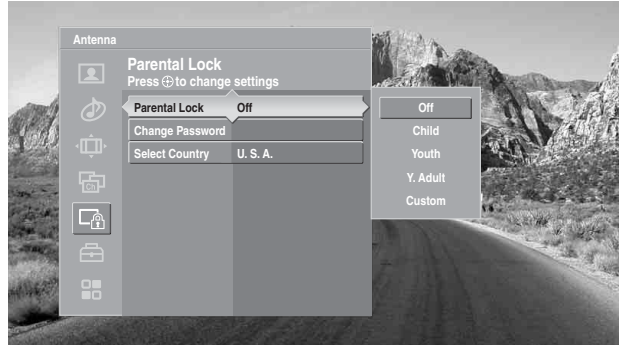 Antenna
Parental Lock
Press to change settings
Parental Lock Off
Change Password
Select Country U. S. A.
Off
Child
Youth
Y. Adult
Custom
Cn